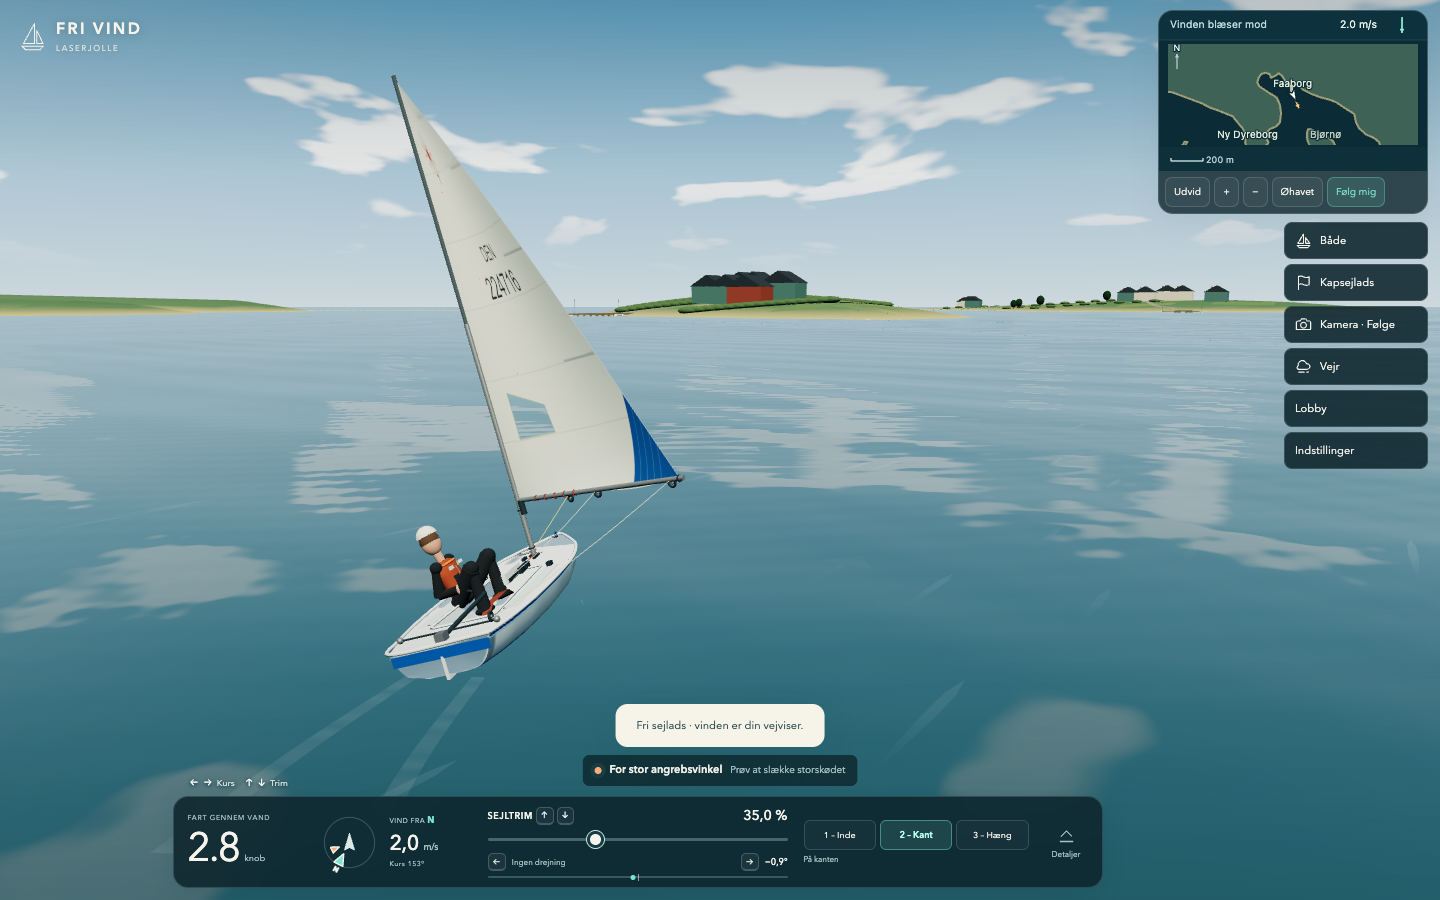 FRI VIND
LASERJOLLE
Vinden blæser mod 2.0 m/s
N
Faaborg
Ny Dyreborg
Bjørnø
200 m
Udvid + − Øhavet Følg mig
Både
Kapsejlads
Kamera · Følge
Vejr
Lobby
Indstillinger
DEN
224716
Fri sejlads · vinden er din vejviser.
For stor angrebsvinkel Prøv at slække storskødet
← → Kurs ↑ ↓ Trim
FART GENNEM VAND
2.8 knob
N
VIND FRA N
2,0 m/s
Kurs 153°
SEJLTRIM ↑ ↓ 35,0 %
← Ingen drejning → −0,9°
1 – Inde 2 – Kant 3 – Hæng
På kanten
Detaljer